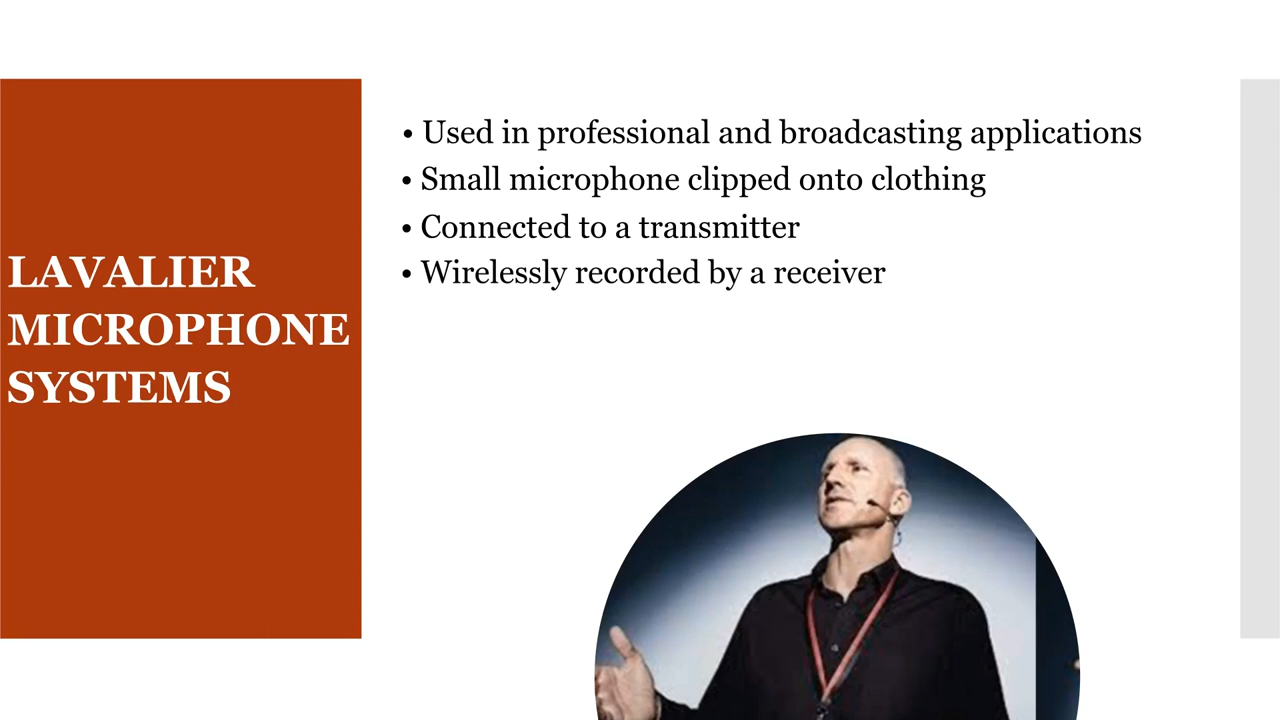 LAVALIER
MICROPHONE
SYSTEMS
• Used in professional and broadcasting applications
• Small microphone clipped onto clothing
• Connected to a transmitter
• Wirelessly recorded by a receiver